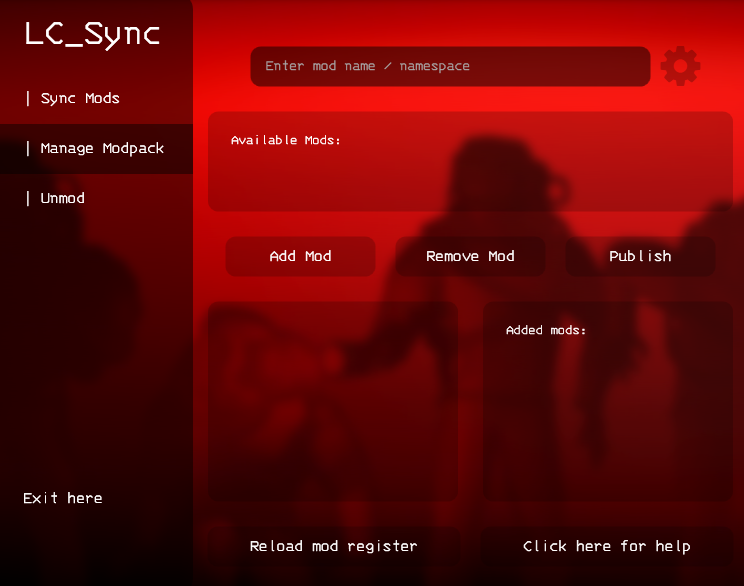 LC_Sync
| Sync Mods
| Manage Modpack
| Unmod
Exit here
Enter mod name / namespace
Available Mods:
Add Mod
Remove Mod
Publish
Added mods:
Reload mod register
Click here for help